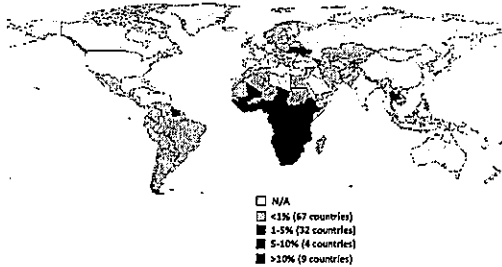 N/A
<1% (67 countries)
1-5% (32 countries)
5-10% (4 countries)
>10% (9 countries)